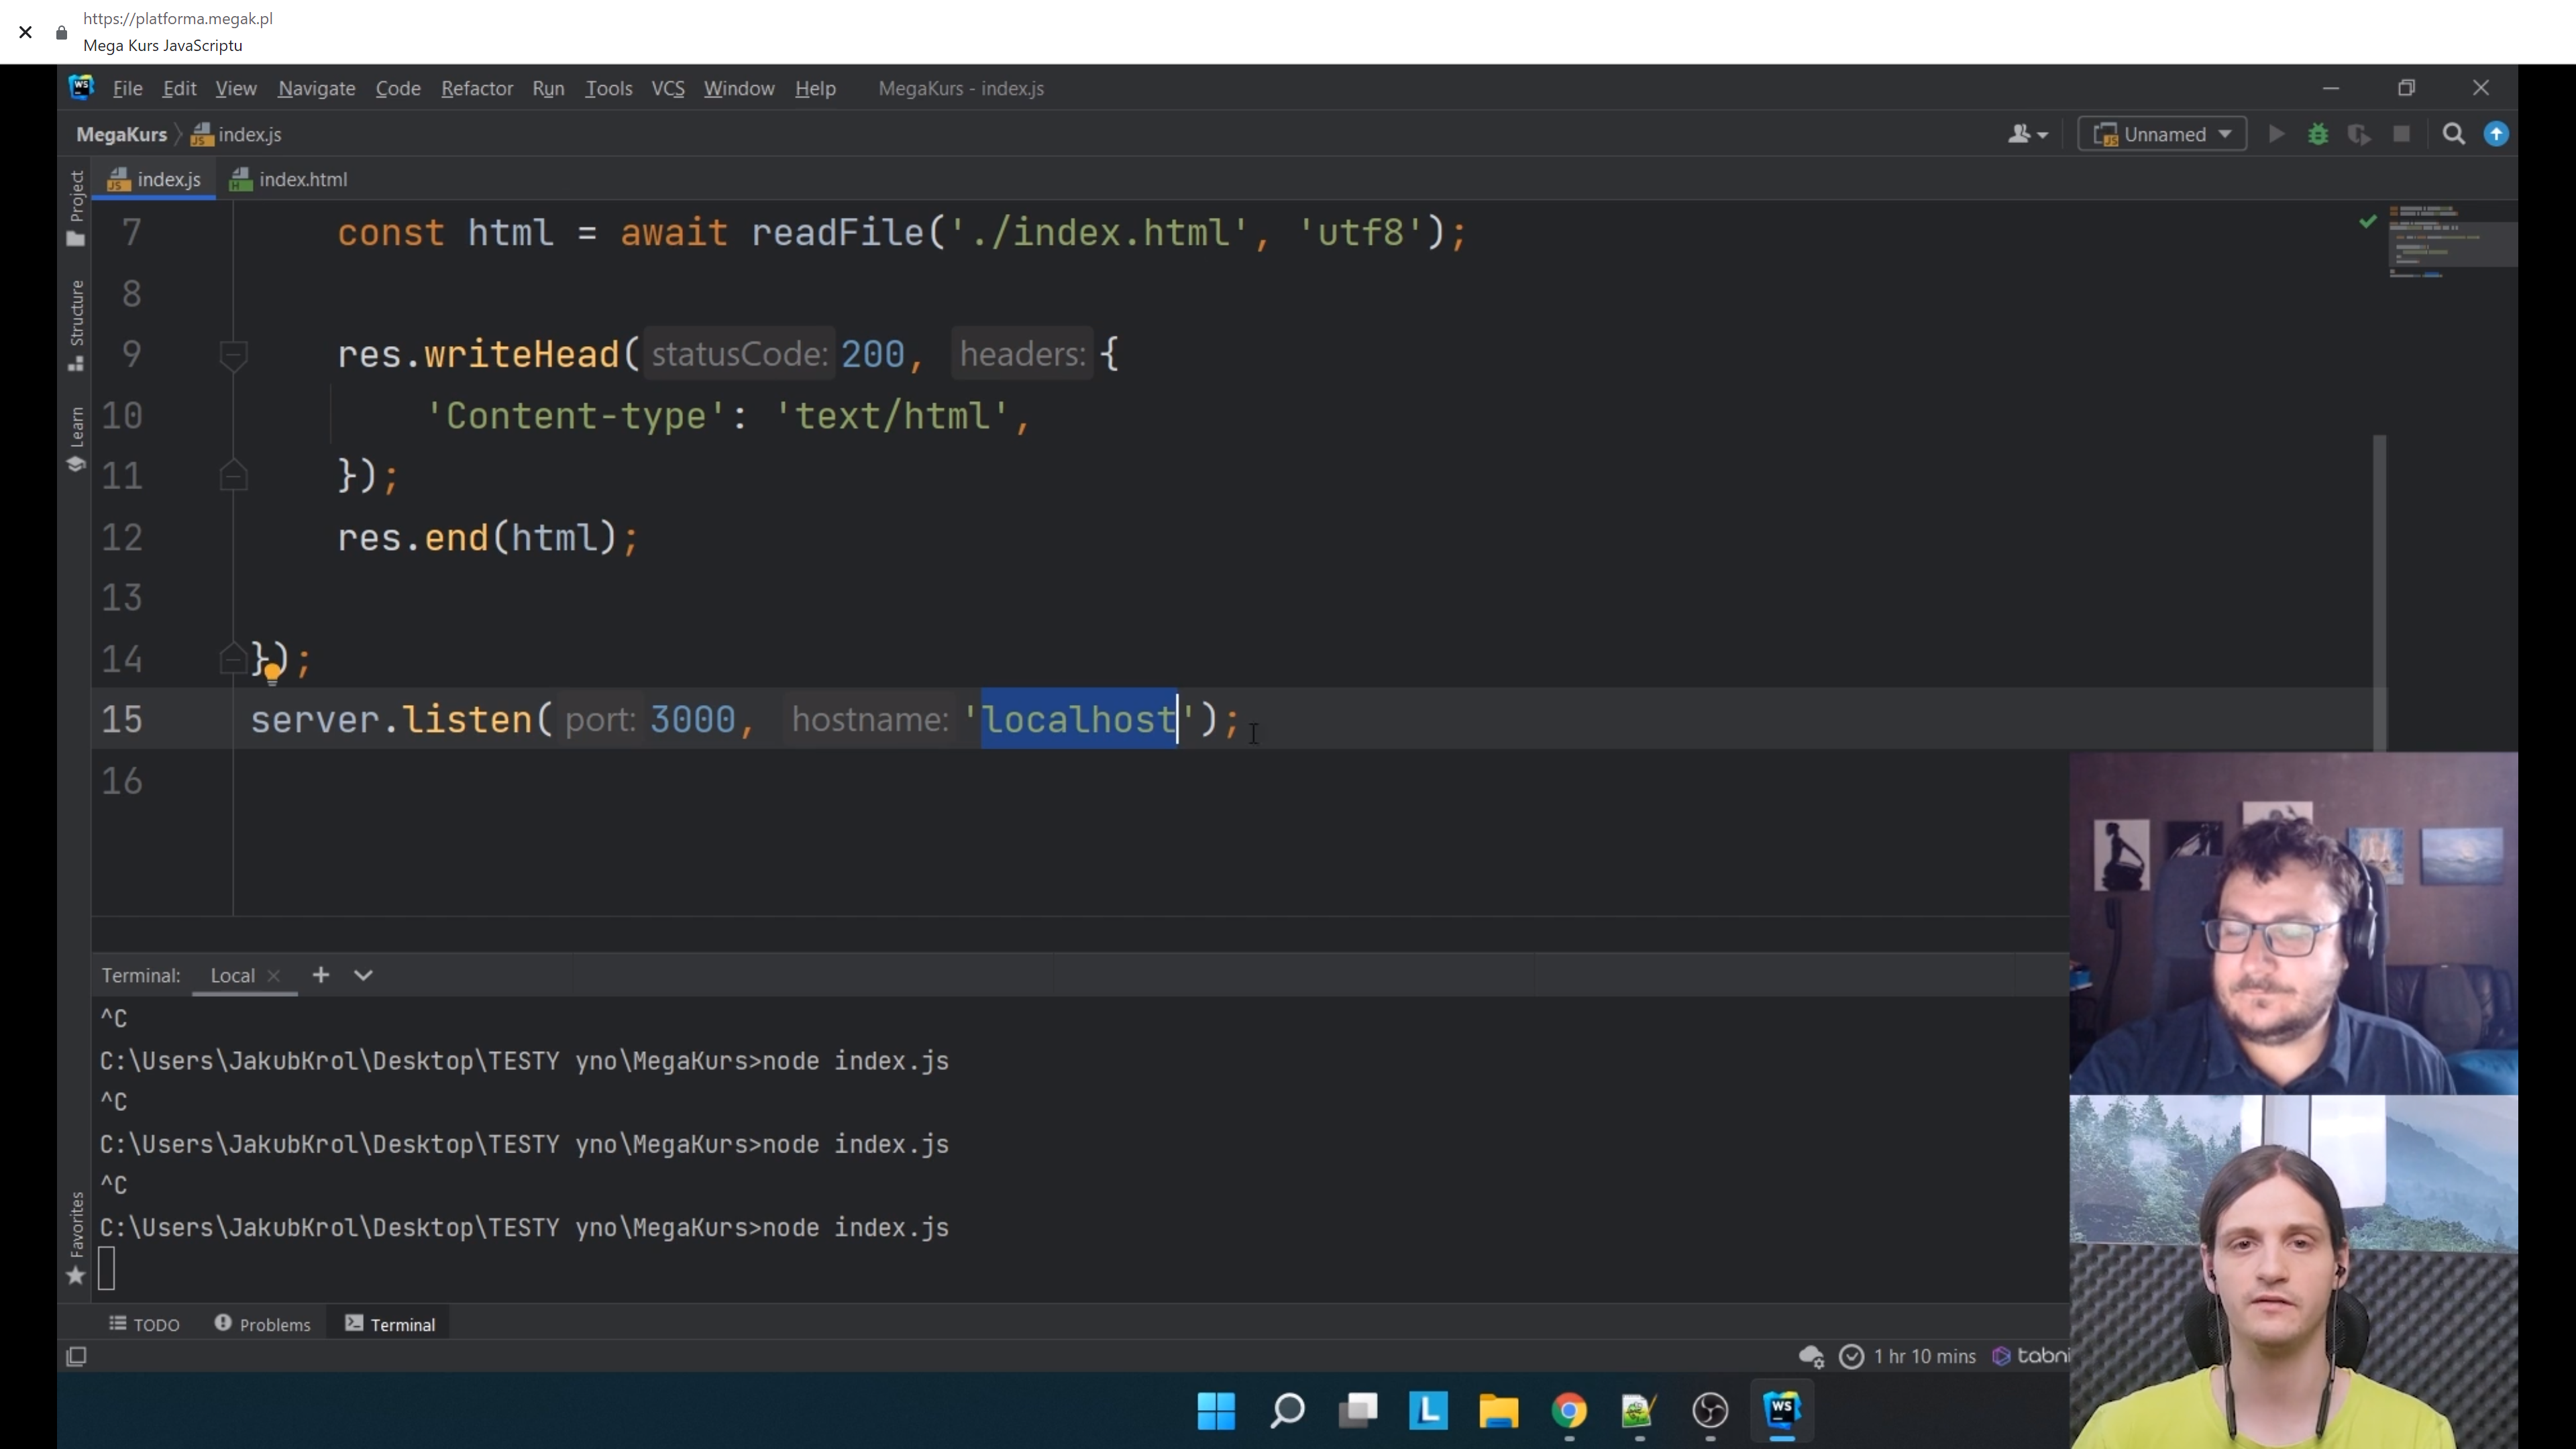 https://platforma.megak.pl
Mega Kurs JavaScriptu
WS File Edit View Navigate Code Refactor Run Tools VCS Window Help MegaKurs - index.js
MegaKurs index.js Unnamed
index.js index.html
Project
Structure
Learn
Favorites
7 const html = await readFile('./index.html', 'utf8');
8
9 res.writeHead( statusCode: 200, headers: {
10 'Content-type': 'text/html',
11 });
12 res.end(html);
13
14 });
15 server.listen( port: 3000, hostname: 'localhost');
16
Terminal: Local
^C
C:\Users\JakubKrol\Desktop\TESTY yno\MegaKurs>node index.js
^C
C:\Users\JakubKrol\Desktop\TESTY yno\MegaKurs>node index.js
^C
C:\Users\JakubKrol\Desktop\TESTY yno\MegaKurs>node index.js
TODO Problems Terminal
1 hr 10 mins tabni
L WS